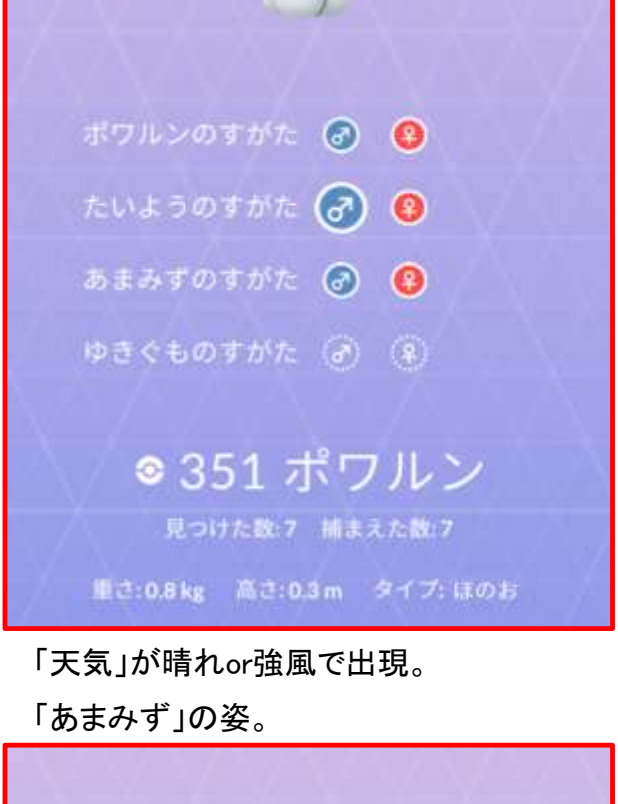 ポワルンのすがた ♂ ♀
たいようのすがた ♂ ♀
あまみずのすがた ♂ ♀
ゆきぐものすがた ♂ ♀
351 ポワルン
見つけた数:7 捕まえた数:7
重さ:0.8kg 高さ:0.3m タイプ: ほのお
「天気」が晴れor強風で出現。
「あまみず」の姿。